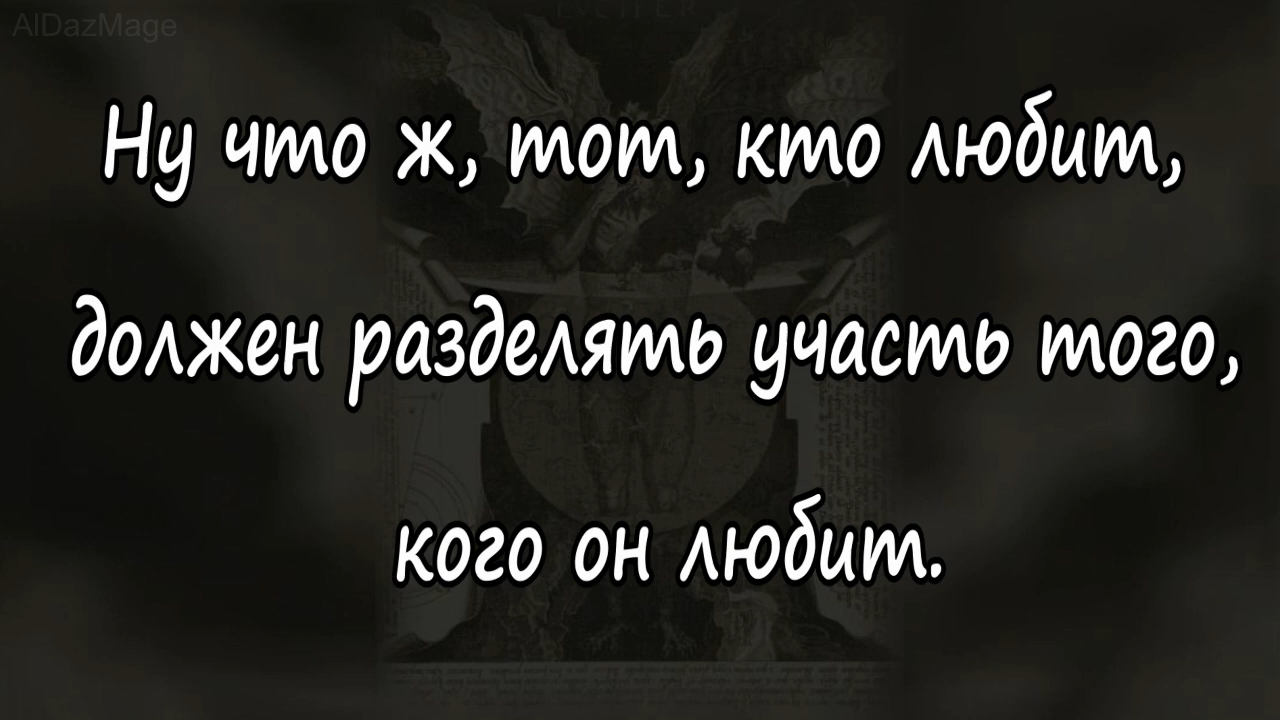 AlDazMage
Ну что ж, тот, кто любит,
должен разделять участь того,
кого он любит.